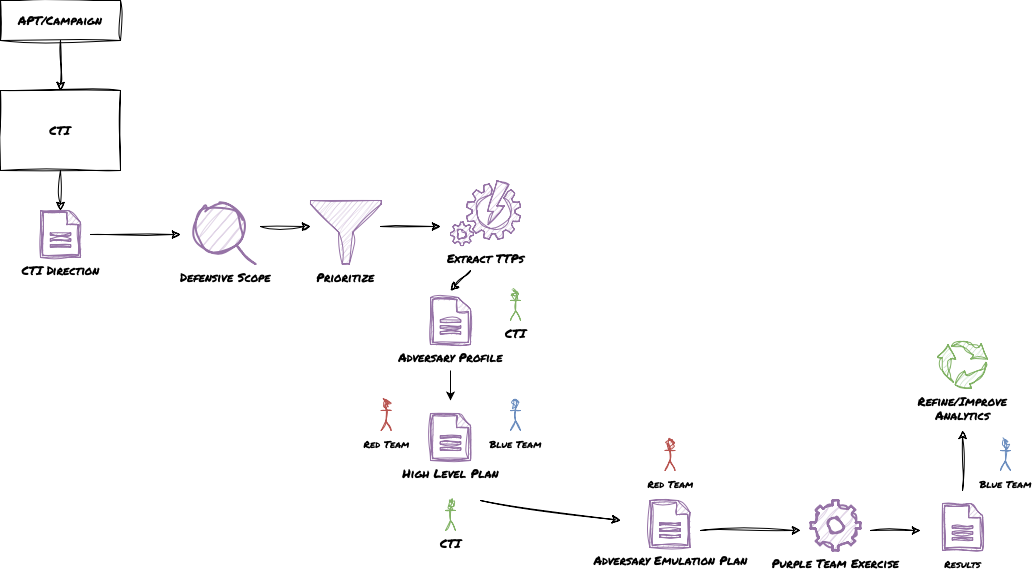 APT/Campaign
CTI
CTI Direction
Defensive Scope
Prioritize
Extract TTPs
CTI
Adversary Profile
Red Team
Blue Team
High Level Plan
CTI
Red Team
Adversary Emulation Plan
Purple Team Exercise
Results
Blue Team
Refine/Improve
Analytics